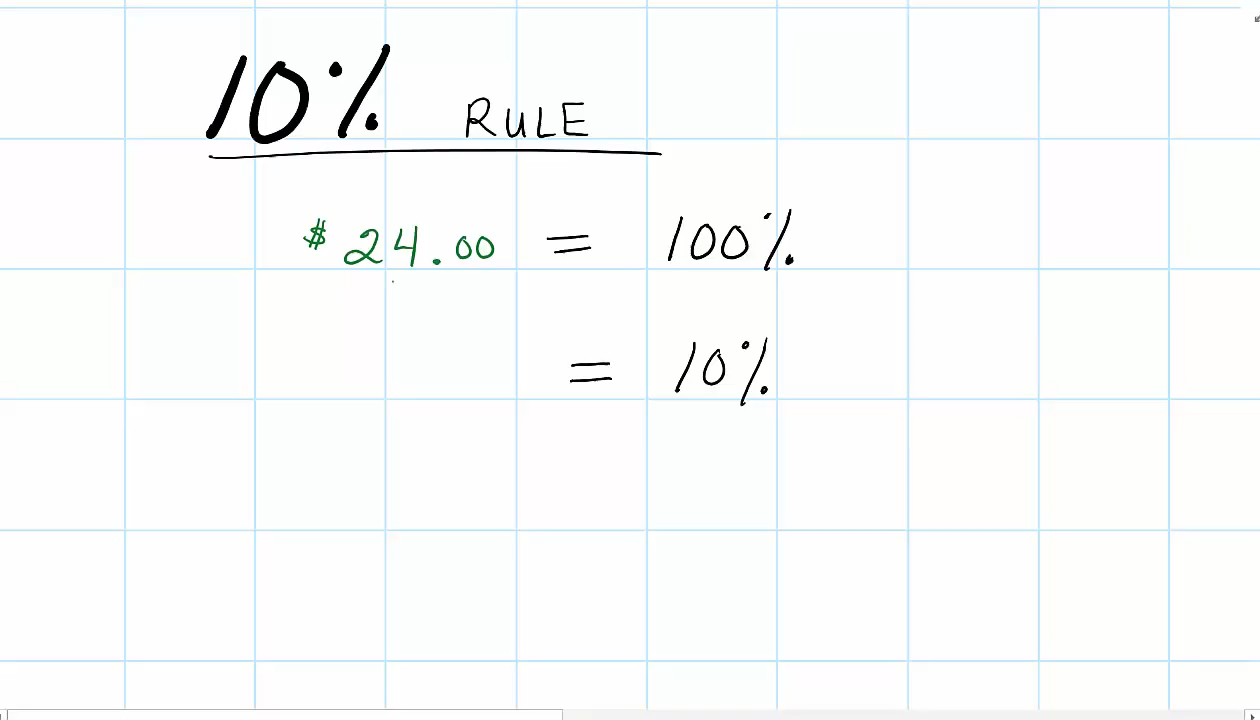 10% RULE
$24.00 = 100%
= 10%